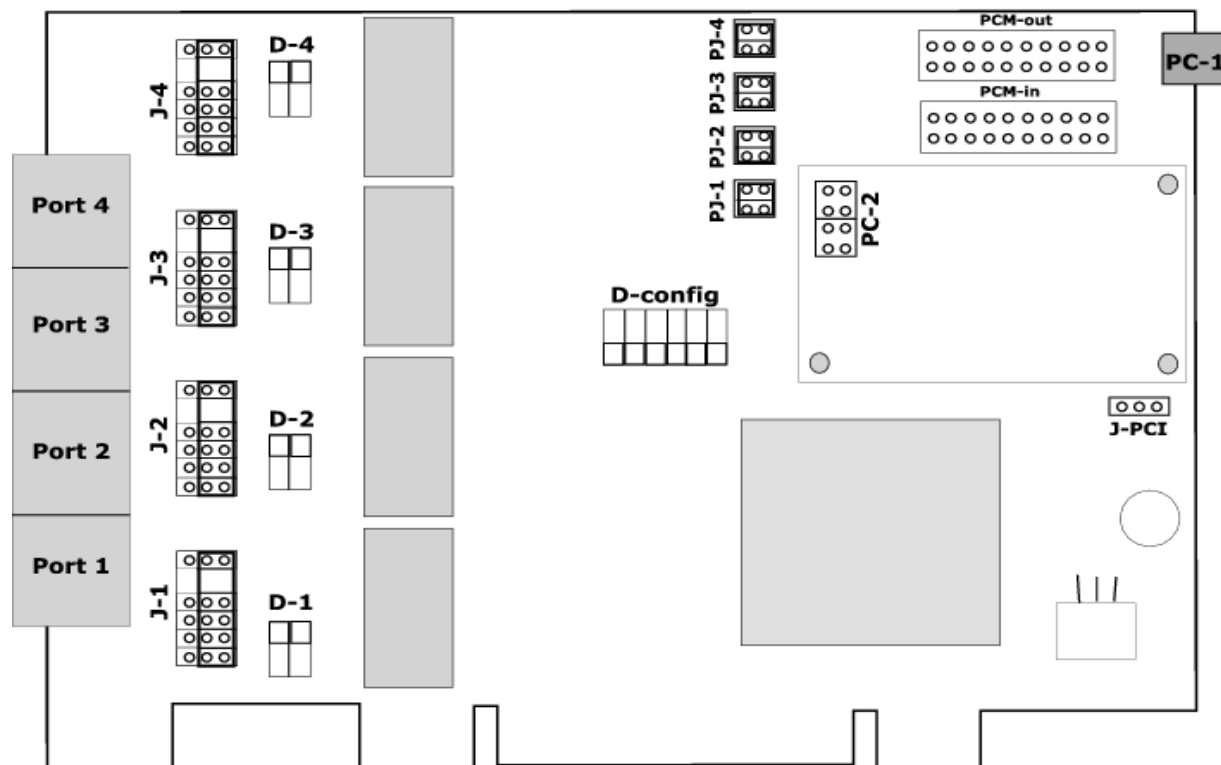 PCM-out
PC-1
PCM-in
PJ-4
PJ-3
PJ-2
PJ-1
PC-2
D-4
J-4
Port 4
D-3
J-3
Port 3
D-config
D-2
J-2
Port 2
J-PCI
D-1
J-1
Port 1